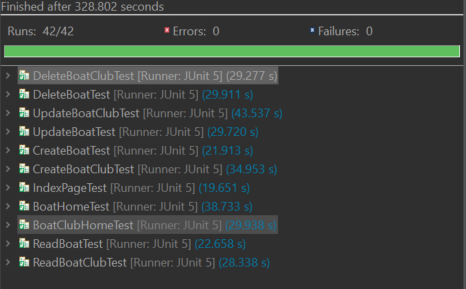 Finished after 328.802 seconds
Runs: 42/42 Errors: 0 Failures: 0
DeleteBoatClubTest [Runner: JUnit 5] (29.277 s)
DeleteBoatTest [Runner: JUnit 5] (29.911 s)
UpdateBoatClubTest [Runner: JUnit 5] (43.537 s)
UpdateBoatTest [Runner: JUnit 5] (29.720 s)
CreateBoatTest [Runner: JUnit 5] (21.913 s)
CreateBoatClubTest [Runner: JUnit 5] (34.953 s)
IndexPageTest [Runner: JUnit 5] (19.651 s)
BoatHomeTest [Runner: JUnit 5] (38.733 s)
BoatClubHomeTest [Runner: JUnit 5] (29.938 s)
ReadBoatTest [Runner: JUnit 5] (22.658 s)
ReadBoatClubTest [Runner: JUnit 5] (28.338 s)